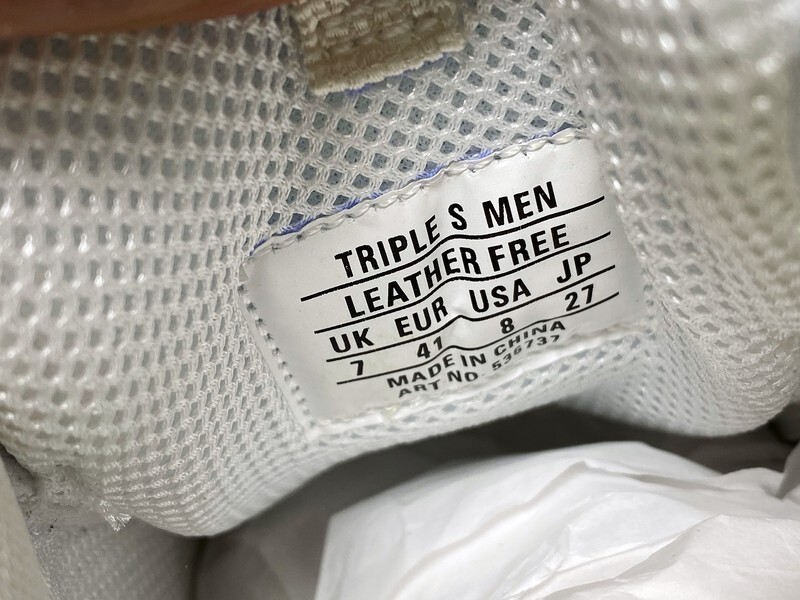 TRIPLE S MEN
LEATHER FREE
UK EUR USA JP
7 41 8 27
MADE IN CHINA
ART NO. 536737